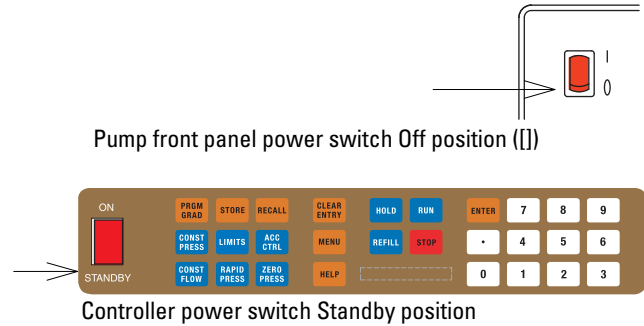 I
0
Pump front panel power switch Off position ([])
ON
STANDBY
PRGM GRAD
STORE
RECALL
CLEAR ENTRY
HOLD
RUN
ENTER
7
8
9
CONST PRESS
LIMITS
ACC CTRL
MENU
REFILL
STOP
.
4
5
6
CONST FLOW
RAPID PRESS
ZERO PRESS
HELP
0
1
2
3
Controller power switch Standby position